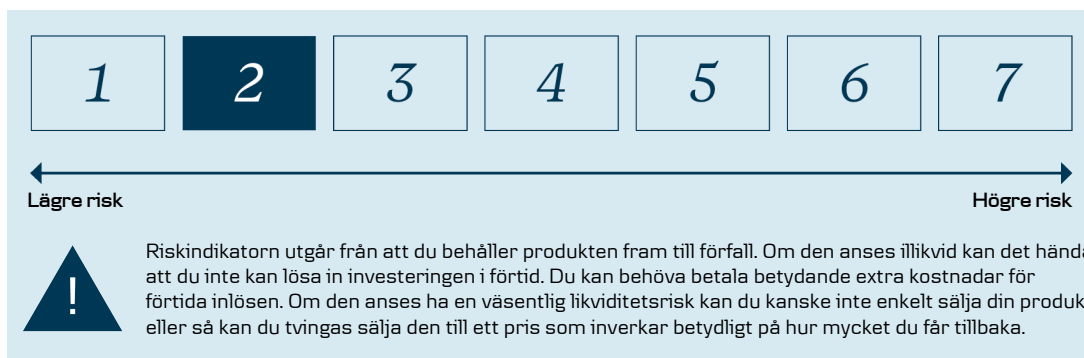 1 2 3 4 5 6 7
Lägre risk Högre risk
!
Riskindikatorn utgår från att du behåller produkten fram till förfall. Om den anses illikvid kan det hända
att du inte kan lösa in investeringen i förtid. Du kan behöva betala betydande extra kostnadar för
förtida inlösen. Om den anses ha en väsentlig likviditetsrisk kan du kanske inte enkelt sälja din produk
eller så kan du tvingas sälja den till ett pris som inverkar betydligt på hur mycket du får tillbaka.